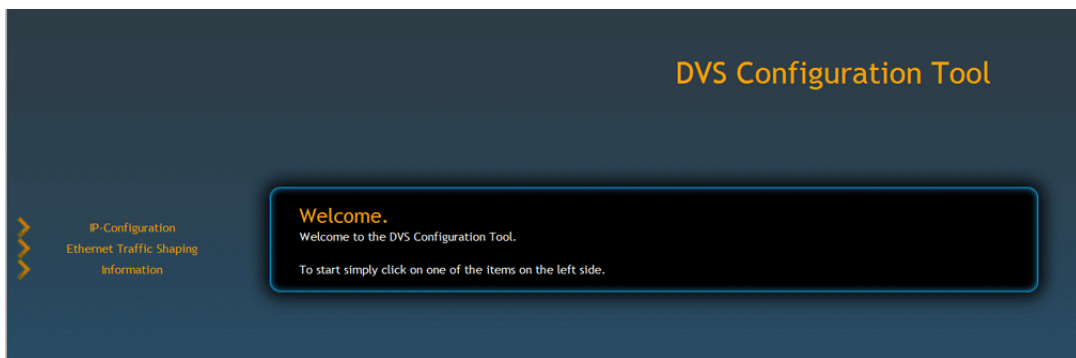 DVS Configuration Tool
IP-Configuration
Ethernet Traffic Shaping
Information
Welcome.
Welcome to the DVS Configuration Tool.
To start simply click on one of the items on the left side.